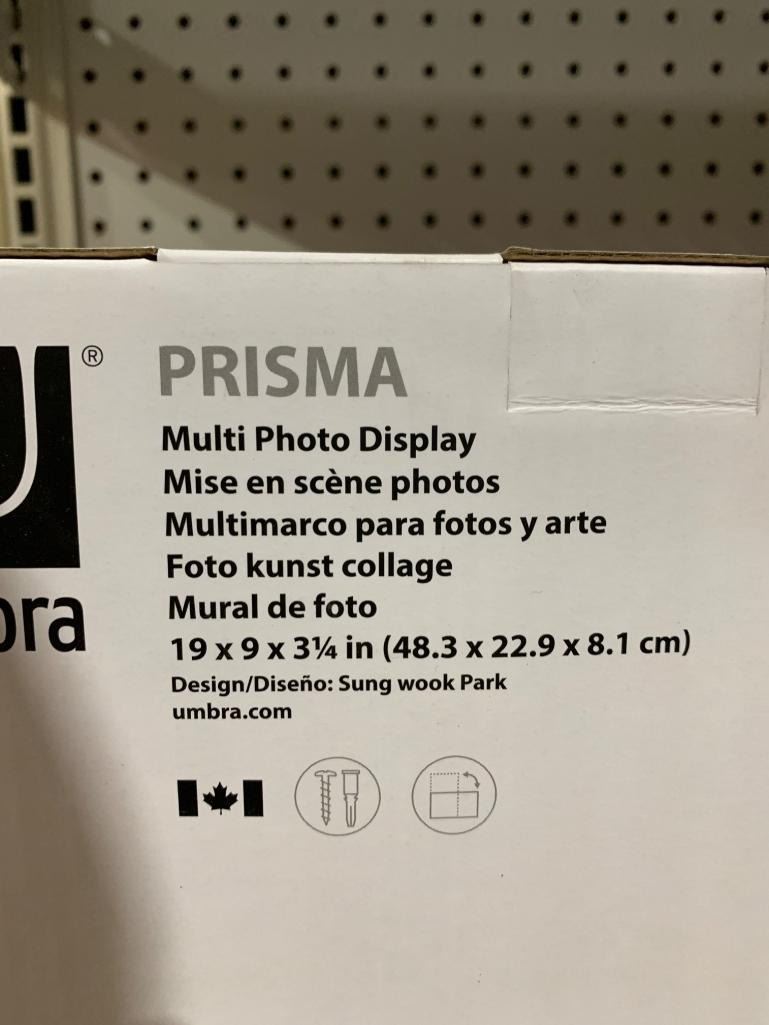 ®
PRISMA
Multi Photo Display
Mise en scène photos
Multimarco para fotos y arte
Foto kunst collage
Mural de foto
19 x 9 x 3¼ in (48.3 x 22.9 x 8.1 cm)
Design/Diseño: Sung wook Park
umbra.com